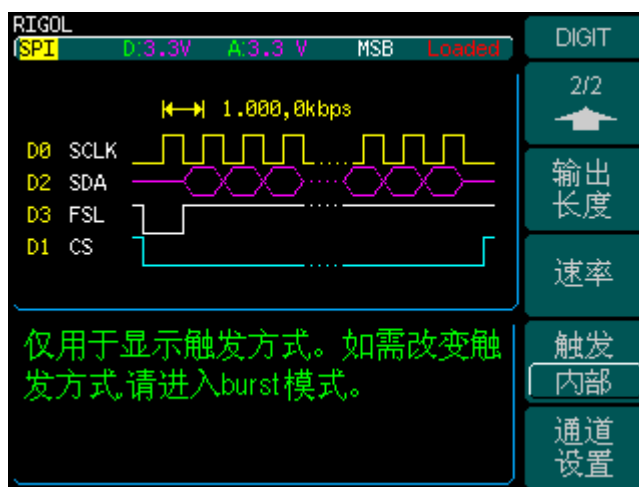 RIGOL
SPI D:3.3V A:3.3 V MSB Loaded
1.000,0kbps
D0 SCLK
D2 SDA
D3 FSL
D1 CS
仅用于显示触发方式。如需改变触
发方式,请进入burst模式。
DIGIT
2/2
输出
长度
速率
触发
内部
通道
设置